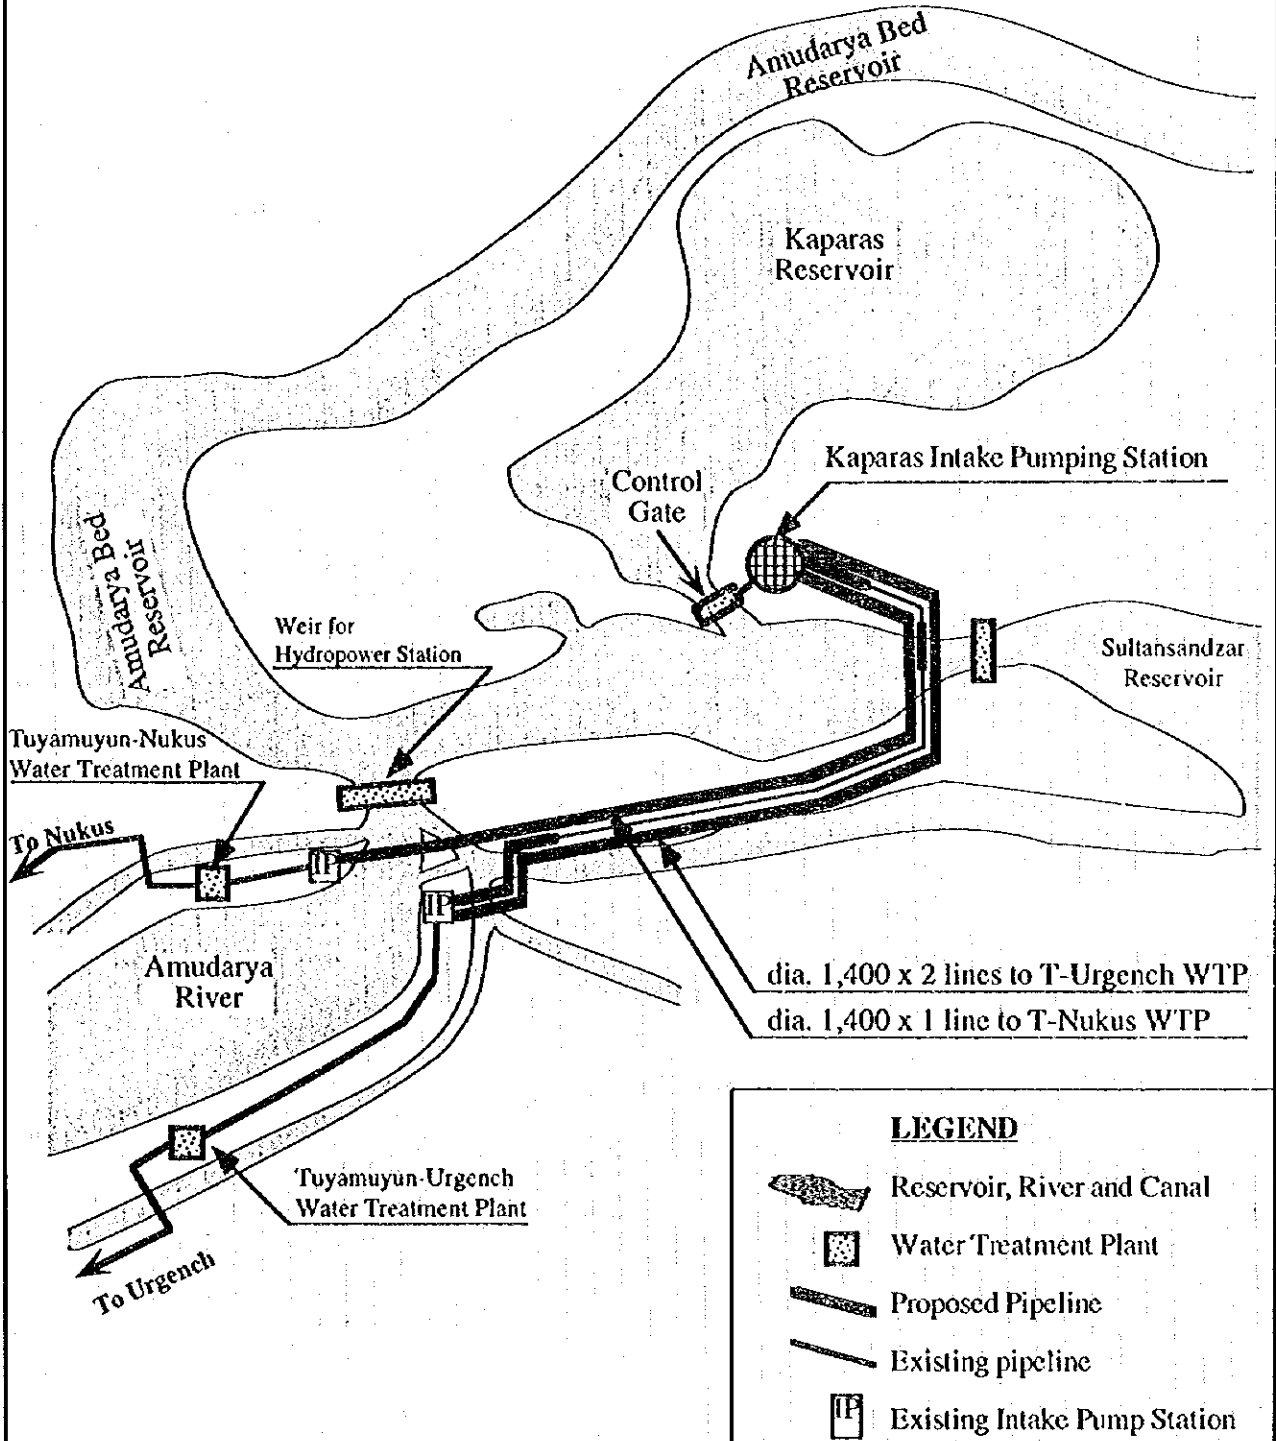 Amudarya Bed
Reservoir
Kaparas
Reservoir
Kaparas Intake Pumping Station
Control
Gate
Amudarya Bed
Reservoir
Weir for
Hydropower Station
Sultansandzar
Reservoir
Tuyamuyun-Nukus
Water Treatment Plant
To Nukus
IP
IP
Amudarya
River
dia. 1,400 x 2 lines to T-Urgench WTP
dia. 1,400 x 1 line to T-Nukus WTP
Tuyamuyun-Urgench
Water Treatment Plant
To Urgench
LEGEND
Reservoir, River and Canal
Water Treatment Plant
Proposed Pipeline
Existing pipeline
IP Existing Intake Pump Station